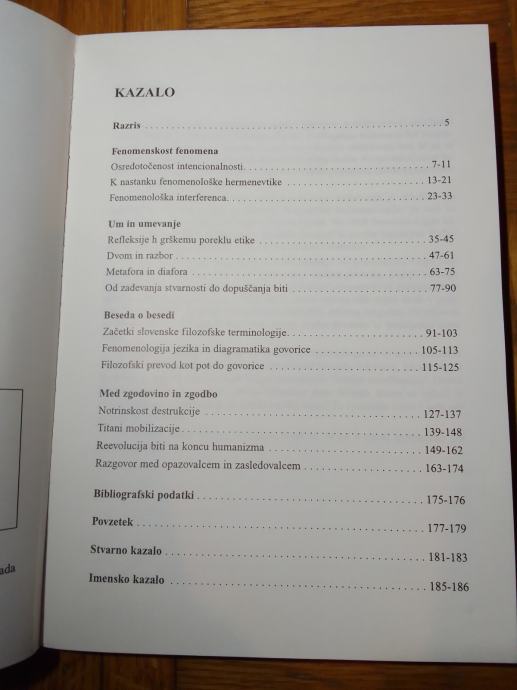 KAZALO
Razris . . . . . . . . . . . . . . . . . . . . . . . . . . . . . . . . . . . . . . . 5
Fenomenskost fenomena
Osredotočenost intencionalnosti. . . . . . . . . . . . . . . . . . . . . . . 7-11
K nastanku fenomenološke hermenevtike . . . . . . . . . . . . . . . . 13-21
Fenomenološka interferenca. . . . . . . . . . . . . . . . . . . . . . . . . 23-33
Um in umevanje
Refleksije h grškemu poreklu etike . . . . . . . . . . . . . . . . . . . . 35-45
Dvom in razbor . . . . . . . . . . . . . . . . . . . . . . . . . . . . . . . . . 47-61
Metafora in diafora . . . . . . . . . . . . . . . . . . . . . . . . . . . . . . 63-75
Od zadevanja stvarnosti do dopuščanja biti . . . . . . . . . . . . . . 77-90
Beseda o besedi
Začetki slovenske filozofske terminologije. . . . . . . . . . . . . . 91-103
Fenomenologija jezika in diagramatika govorice . . . . . . . . . . 105-113
Filozofski prevod kot pot do govorice . . . . . . . . . . . . . . . . . 115-125
Med zgodovino in zgodbo
Notrinskost destrukcije . . . . . . . . . . . . . . . . . . . . . . . . . . . 127-137
Titani mobilizacije . . . . . . . . . . . . . . . . . . . . . . . . . . . . . . 139-148
Reevolucija biti na koncu humanizma . . . . . . . . . . . . . . . . . 149-162
Razgovor med opazovalcem in zasledovalcem . . . . . . . . . . . . 163-174
Bibliografski podatki . . . . . . . . . . . . . . . . . . . . . . . . . . . . 175-176
Povzetek . . . . . . . . . . . . . . . . . . . . . . . . . . . . . . . . . . . . 177-179
Stvarno kazalo . . . . . . . . . . . . . . . . . . . . . . . . . . . . . . . . 181-183
Imensko kazalo . . . . . . . . . . . . . . . . . . . . . . . . . . . . . . . 185-186